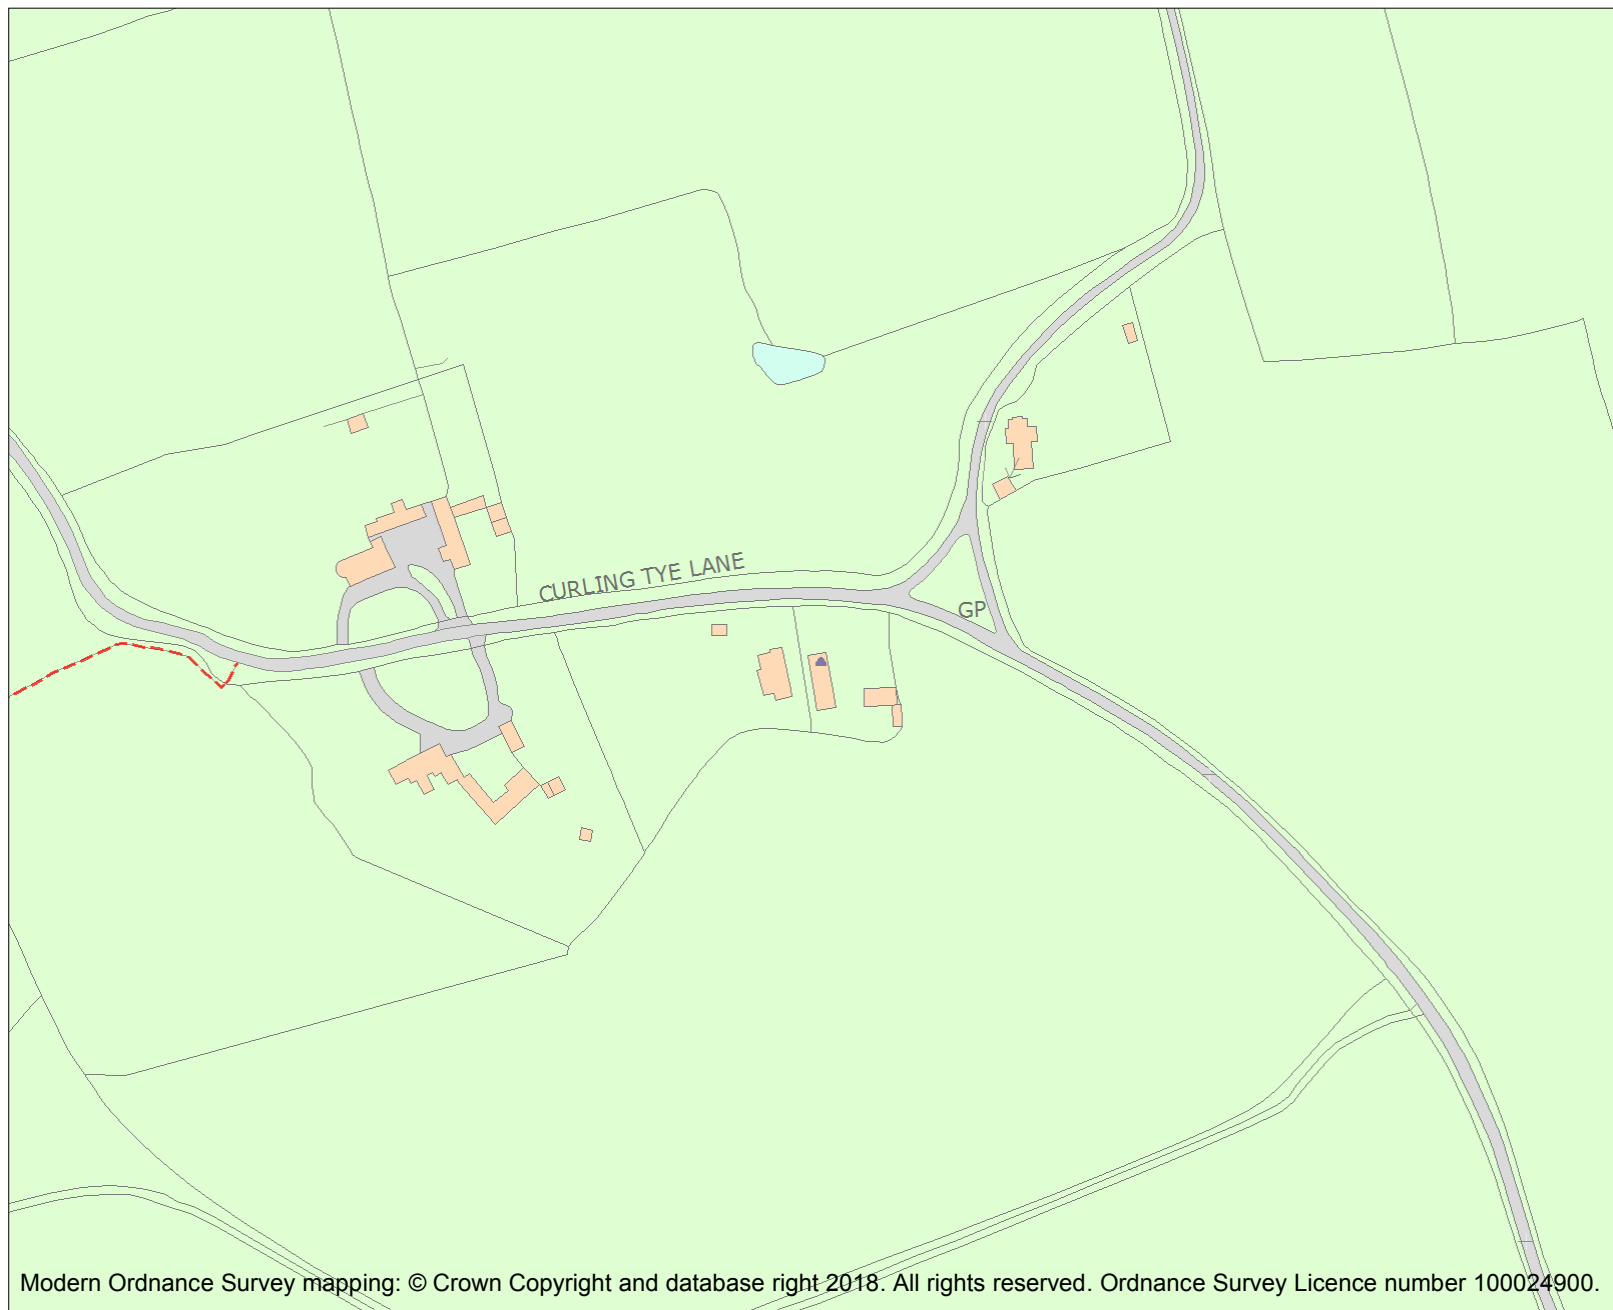 CURLING TYE LANE
GP
Modern Ordnance Survey mapping: © Crown Copyright and database right 2018. All rights reserved. Ordnance Survey Licence number 100024900.